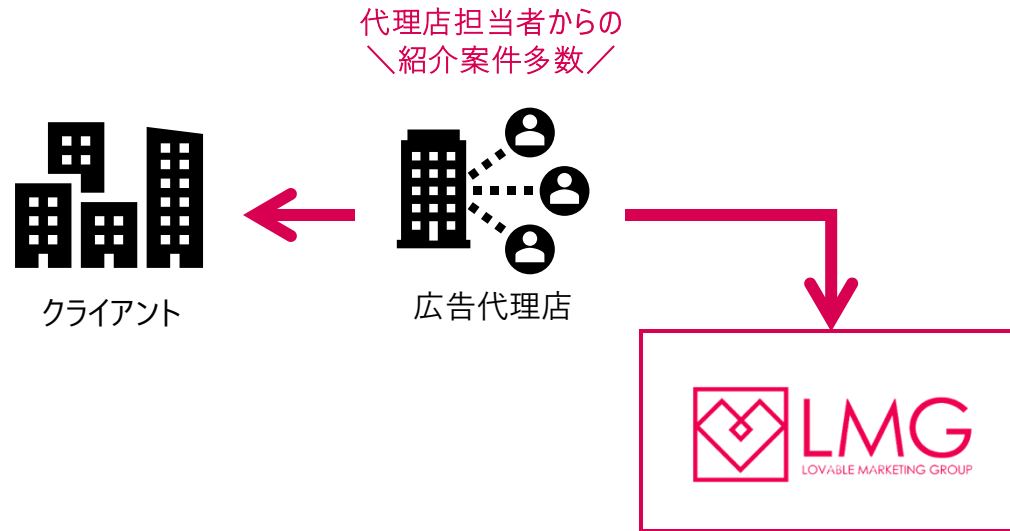 代理店担当者からの
＼紹介案件多数／
クライアント
広告代理店
LMG
LOVABLE MARKETING GROUP